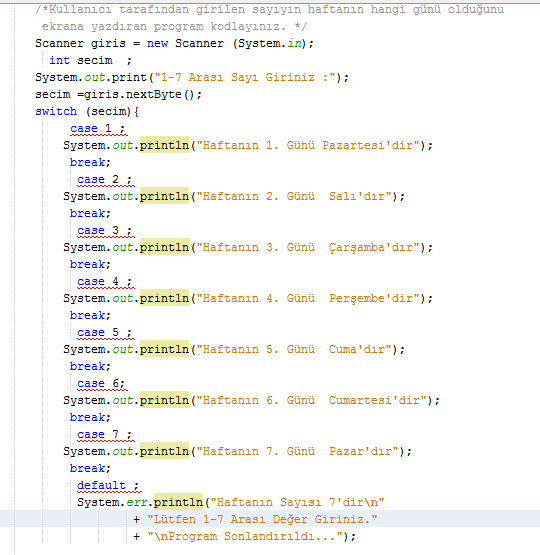 /*Kullanıcı tarafından girilen sayıyın haftanın hangi günü olduğunu
ekrana yazdıran program kodlayınız. */
Scanner giris = new Scanner (System.in);
int secim  ;
System.out.print("1-7 Arası Sayı Giriniz :");
secim =giris.nextByte();
switch (secim){
case 1 ;
System.out.println("Haftanın 1. Günü Pazartesi'dir");
break;
case 2 ;
System.out.println("Haftanın 2. Günü  Salı'dır");
break;
case 3 ;
System.out.println("Haftanın 3. Günü  Çarşamba'dır");
break;
case 4 ;
System.out.println("Haftanın 4. Günü  Perşembe'dir");
break;
case 5 ;
System.out.println("Haftanın 5. Günü  Cuma'dır");
break;
case 6;
System.out.println("Haftanın 6. Günü  Cumartesi'dir");
break;
case 7 ;
System.out.println("Haftanın 7. Günü  Pazar'dır");
break;
default ;
System.err.println("Haftanın Sayısı 7'dir\n"
+ "Lütfen 1-7 Arası Değer Giriniz."
+ "\nProgram Sonlandırıldı...");